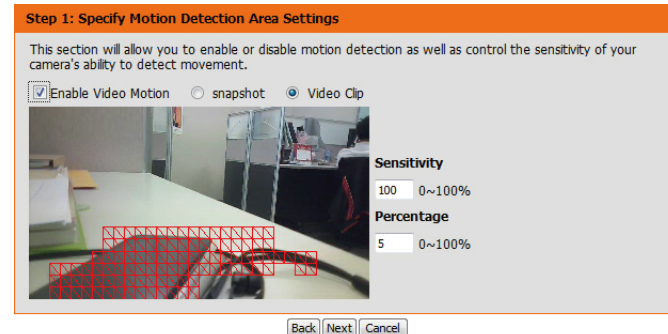 Step 1: Specify Motion Detection Area Settings
This section will allow you to enable or disable motion detection as well as control the sensitivity of your
camera's ability to detect movement.
Enable Video Motion snapshot Video Clip
Sensitivity
100 0~100%
Percentage
5 0~100%
Back Next Cancel